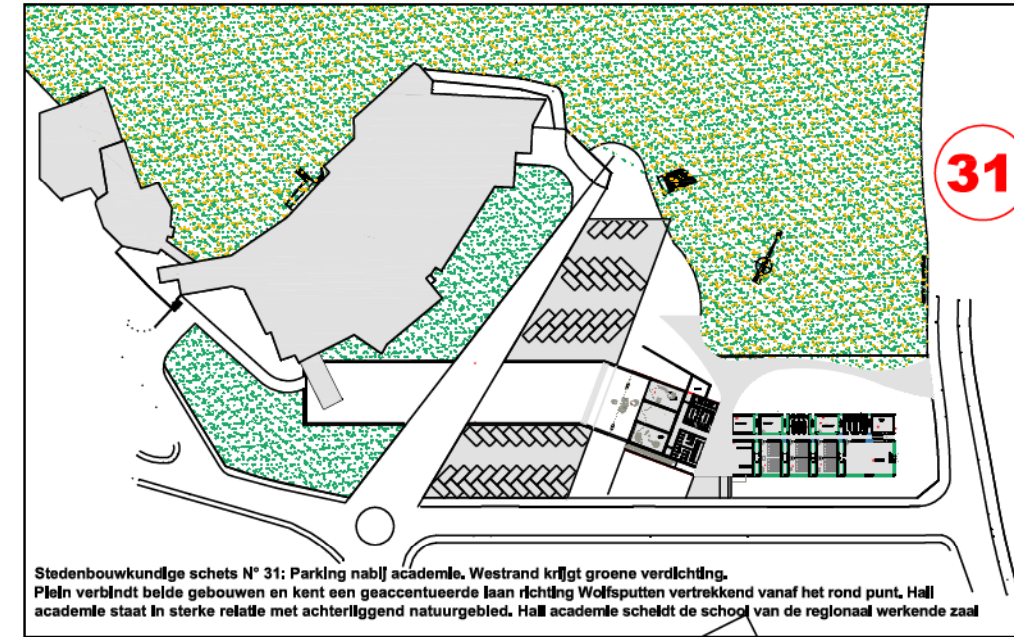 31
Stedenbouwkundige schets N° 31: Parking nabij academie. Westrand krijgt groene verdichting.
Plein verbindt beide gebouwen en kent een geaccentueerde laan richting Wolfsputten vertrekkend vanaf het rond punt. Hall
academie staat in sterke relatie met achterliggend natuurgebied. Hall academie scheidt de school van de regionaal werkende zaal